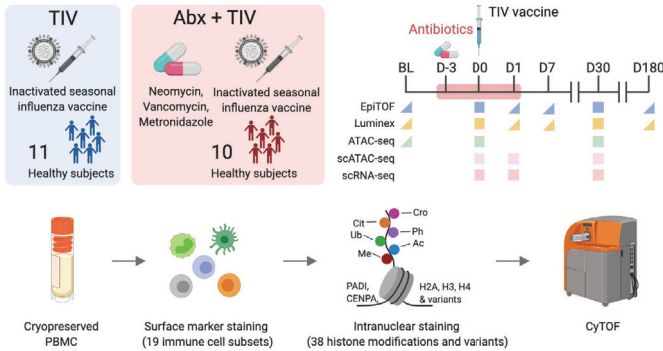 TIV
Inactivated seasonal
influenza vaccine
11
Healthy subjects
Abx + TIV
Neomycin,
Vancomycin,
Metronidazole
Inactivated seasonal
influenza vaccine
10
Healthy subjects
TIV vaccine
Antibiotics
BL D-3 D0 D1 D7 D30 D180
EpiTOF
Luminex
ATAC-seq
scATAC-seq
scRNA-seq
Cryopreserved
PBMC
Surface marker staining
(19 immune cell subsets)
Cro
Cit
Ph
Ub
Ac
Me
PADI,
CENPA,
H2A, H3, H4
& variants
Intranuclear staining
(38 histone modifications and variants)
CyTOF